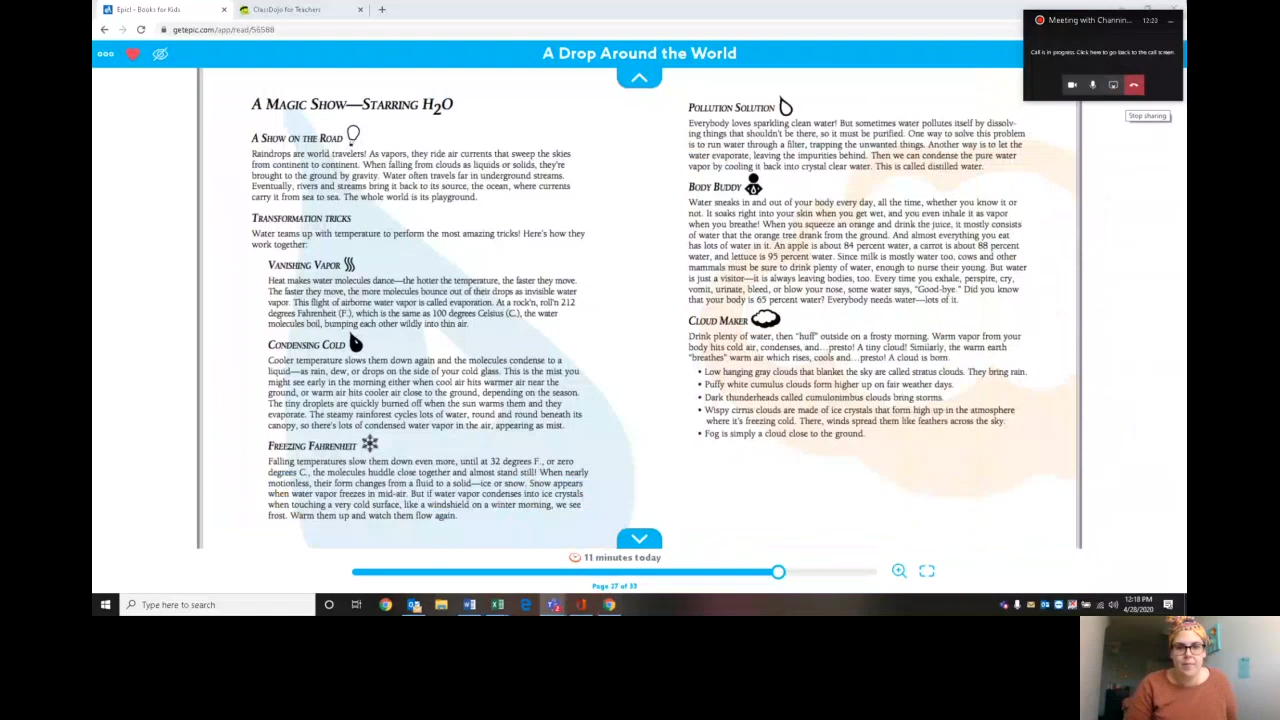 Epic! - Books for Kids
ClassDojo for Teachers
getepic.com/app/read/56588
Meeting with Channin...
12:23
Call is in progress. Click here to go back to the call screen
Stop sharing
A Drop Around the World
A MAGIC SHOW—STARRING H2O
A SHOW ON THE ROAD
Raindrops are world travelers! As vapors, they ride air currents that sweep the skies
from continent to continent. When falling from clouds as liquids or solids, they're
brought to the ground by gravity. Water often travels far in underground streams.
Eventually, rivers and streams bring it back to its source, the ocean, where currents
carry it from sea to sea. The whole world is its playground.
TRANSFORMATION TRICKS
Water teams up with temperature to perform the most amazing tricks! Here's how they
work together:
VANISHING VAPOR
Heat makes water molecules dance—the hotter the temperature, the faster they move.
The faster they move, the more molecules bounce out of their drops as invisible water
vapor. This flight of airborne water vapor is called evaporation. At a rock'n, roll'n 212
degrees Fahrenheit (F.), which is the same as 100 degrees Celsius (C.), the water
molecules boil, bumping each other wildly into thin air.
CONDENSING COLD
Cooler temperature slows them down again and the molecules condense to a
liquid—as rain, dew, or drops on the side of your cold glass. This is the mist you
might see early in the morning either when cool air hits warmer air near the
ground, or warm air hits cooler air close to the ground, depending on the season.
The tiny droplets are quickly burned off when the sun warms them and they
evaporate. The steamy rainforest cycles lots of water, round and round beneath its
canopy, so there's lots of condensed water vapor in the air, appearing as mist.
FREEZING FAHRENHEIT
Falling temperatures slow them down even more, until at 32 degrees F., or zero
degrees C., the molecules huddle close together and almost stand still! When nearly
motionless, their form changes from a fluid to a solid—ice or snow. Snow appears
when water vapor freezes in mid-air. But if water vapor condenses into ice crystals
when touching a very cold surface, like a windshield on a winter morning, we see
frost. Warm them up and watch them flow again.
POLLUTION SOLUTION
Everybody loves sparkling clean water! But sometimes water pollutes itself by dissolv-
ing things that shouldn't be there, so it must be purified. One way to solve this problem
is to run water through a filter, trapping the unwanted things. Another way is to let the
water evaporate, leaving the impurities behind. Then we can condense the pure water
vapor by cooling it back into crystal clear water. This is called distilled water.
BODY BUDDY
Water sneaks in and out of your body every day, all the time, whether you know it or
not. It soaks right into your skin when you get wet, and you even inhale it as vapor
when you breathe! When you squeeze an orange and drink the juice, it mostly consists
of water that the orange tree drank from the ground. And almost everything you eat
has lots of water in it. An apple is about 84 percent water, a carrot is about 88 percent
water, and lettuce is 95 percent water. Since milk is mostly water too, cows and other
mammals must be sure to drink plenty of water, enough to nurse their young. But water
is just a visitor—it is always leaving bodies, too. Every time you exhale, perspire, cry,
vomit, urinate, bleed, or blow your nose, some water says, "Good-bye." Did you know
that your body is 65 percent water? Everybody needs water—lots of it.
CLOUD MAKER
Drink plenty of water, then "huff" outside on a frosty morning. Warm vapor from your
body hits cold air, condenses, and...presto! A tiny cloud! Similarly, the warm earth
"breathes" warm air which rises, cools and...presto! A cloud is born.
• Low hanging gray clouds that blanket the sky are called stratus clouds. They bring rain.
• Puffy white cumulus clouds form higher up on fair weather days.
• Dark thunderheads called cumulonimbus clouds bring storms.
• Wispy cirrus clouds are made of ice crystals that form high up in the atmosphere
where it's freezing cold. There, winds spread them like feathers across the sky.
• Fog is simply a cloud close to the ground.
11 minutes today
Page 27 of 33
Type here to search
12:18 PM
4/28/2020